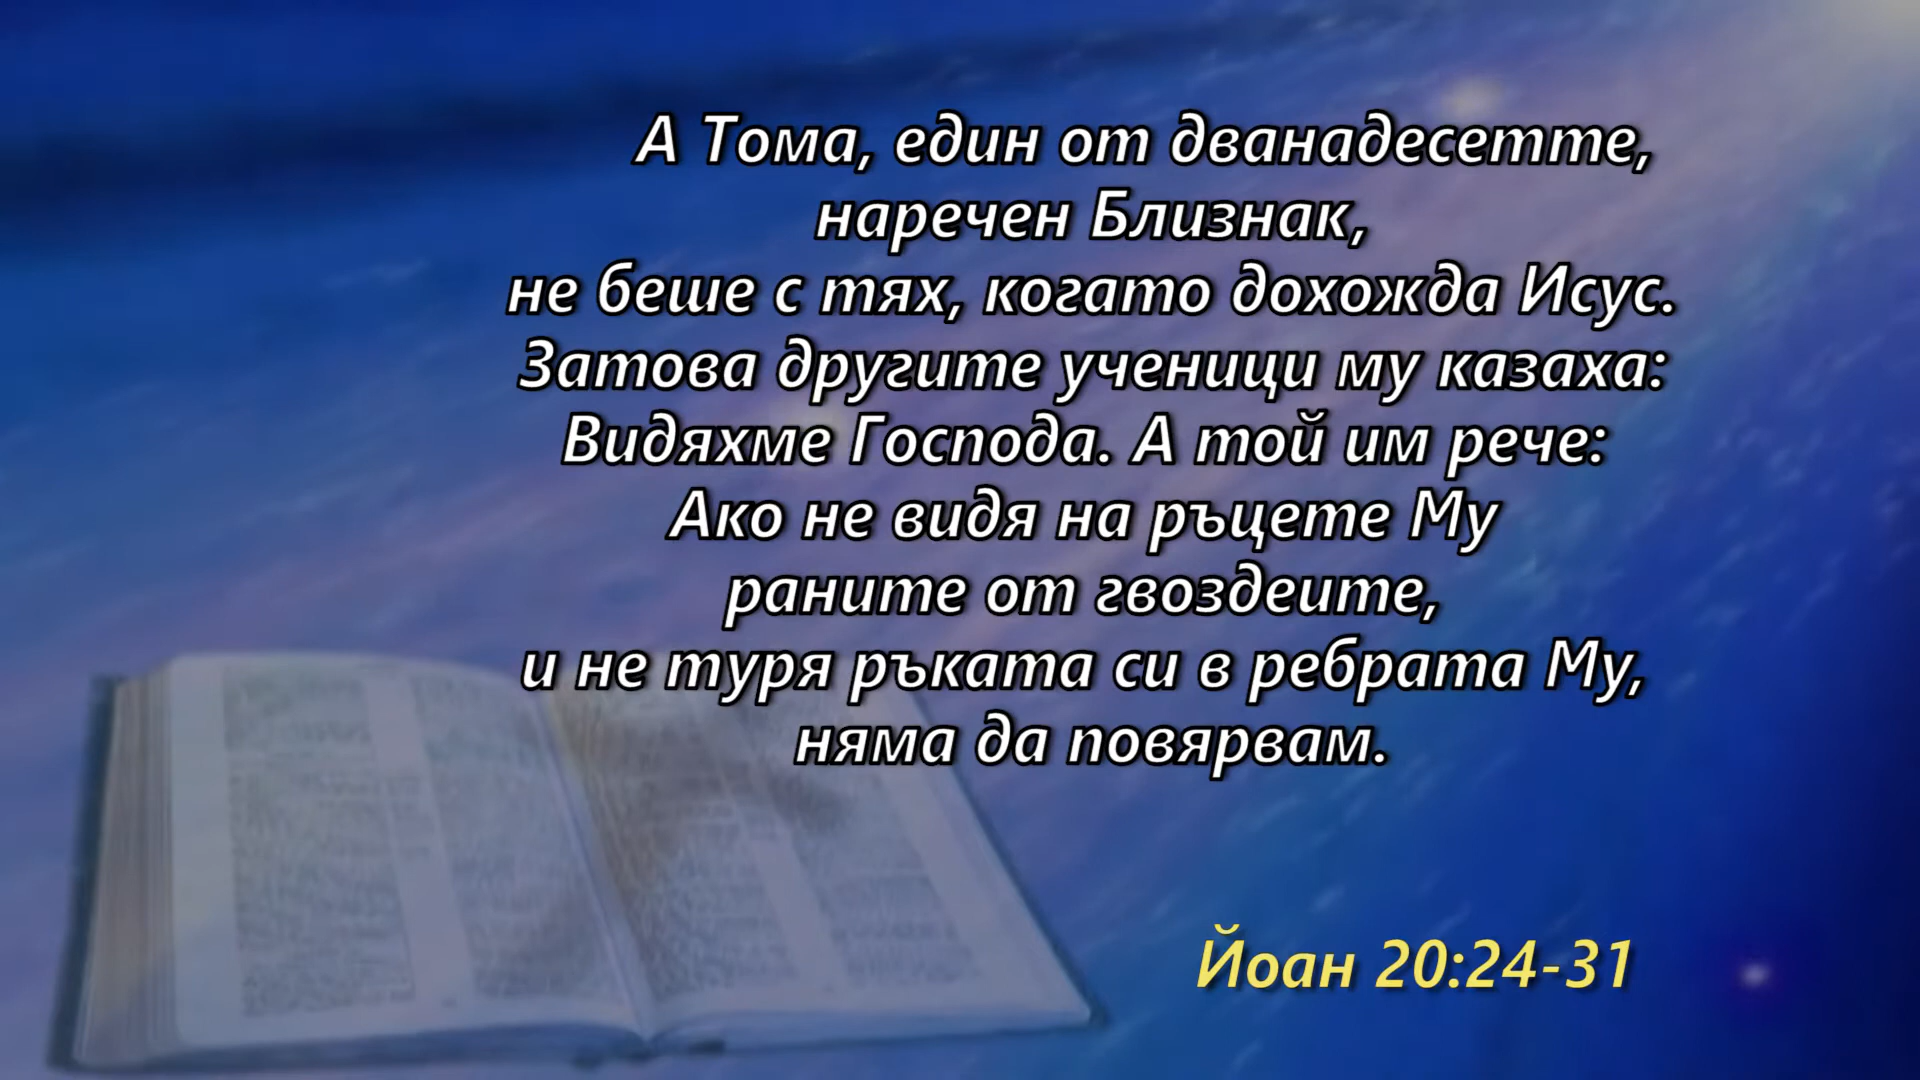 А Тома, един от дванадесетте,
наречен Близнак,
не беше с тях, когато дохожда Исус.
Затова другите ученици му казаха:
Видяхме Господа. А той им рече:
Ако не видя на ръцете Му
раните от гвоздеите,
и не туря ръката си в ребрата Му,
няма да повярвам.
Йоан 20:24-31